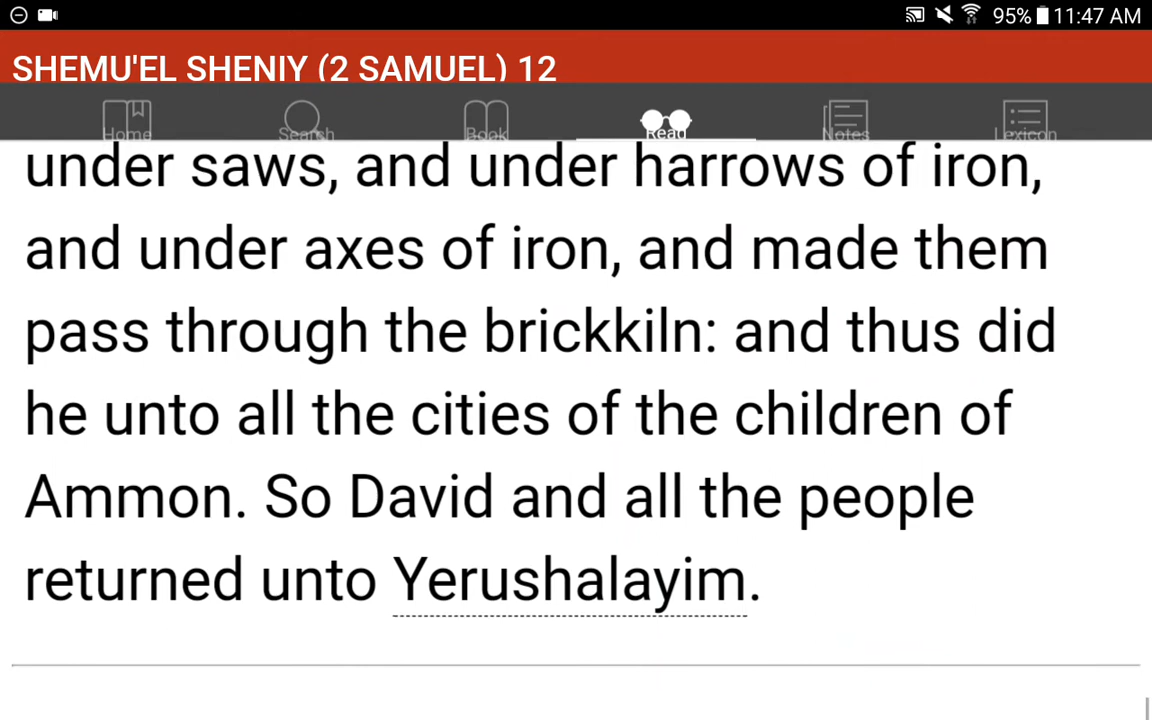 95% 11:47 AM
SHEMU'EL SHENIY (2 SAMUEL) 12
Home Search Book Read Notes Lexicon
under saws, and under harrows of iron,
and under axes of iron, and made them
pass through the brickkiln: and thus did
he unto all the cities of the children of
Ammon. So David and all the people
returned unto Yerushalayim.